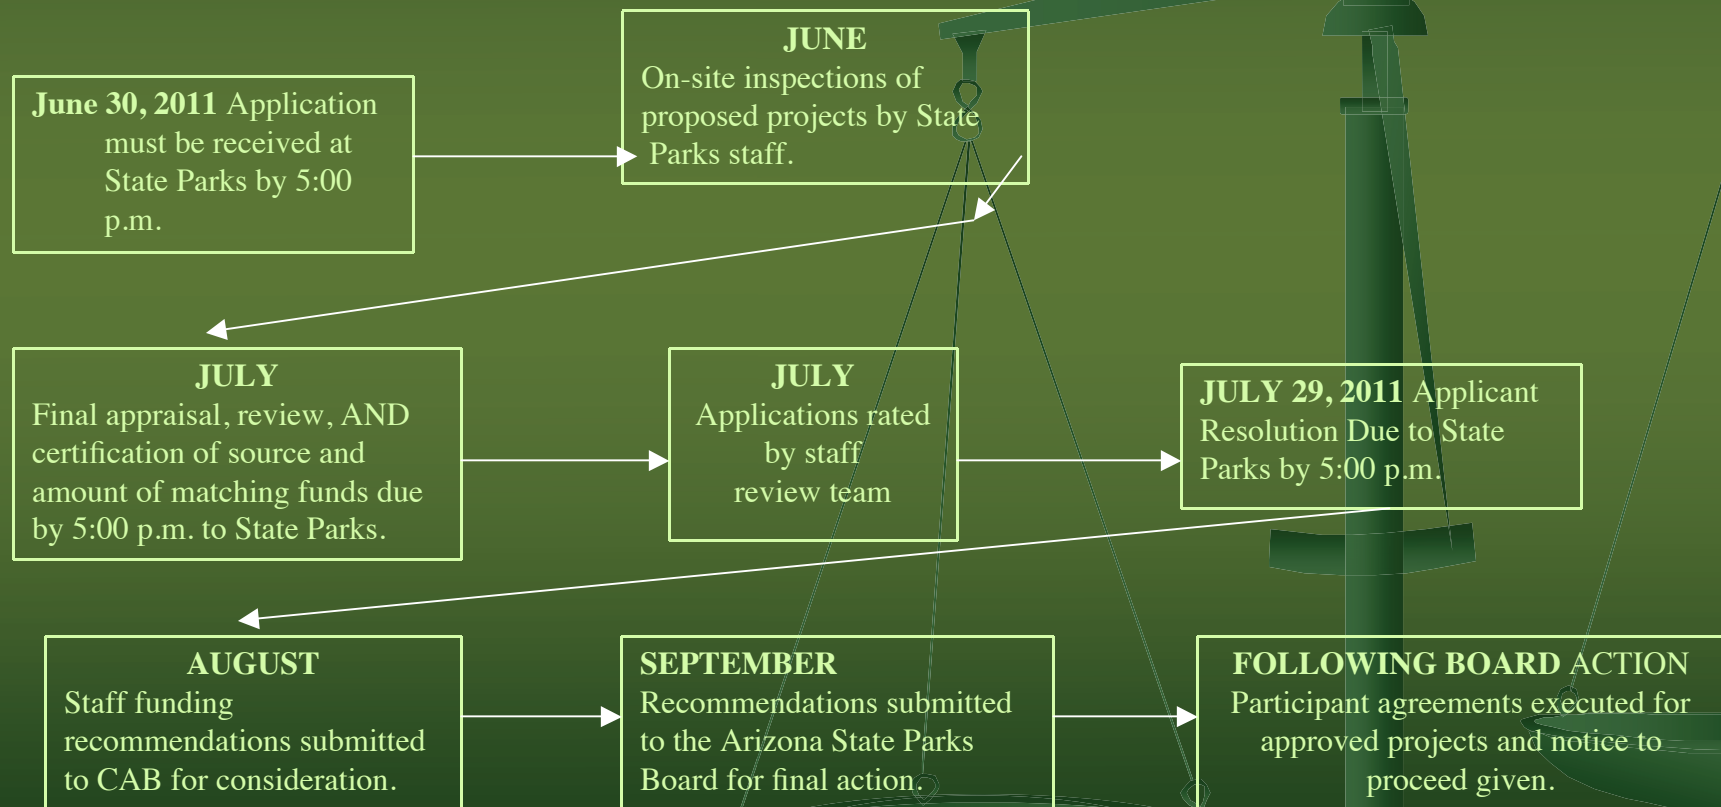 June 30, 2011 Application
must be received at
State Parks by 5:00
p.m.
JUNE
On-site inspections of
proposed projects by State
Parks staff.
JULY
Final appraisal, review, AND
certification of source and
amount of matching funds due
by 5:00 p.m. to State Parks.
JULY
Applications rated
by staff
review team
JULY 29, 2011 Applicant
Resolution Due to State
Parks by 5:00 p.m.
AUGUST
Staff funding
recommendations submitted
to CAB for consideration.
SEPTEMBER
Recommendations submitted
to the Arizona State Parks
Board for final action.
FOLLOWING BOARD ACTION
Participant agreements executed for
approved projects and notice to
proceed given.